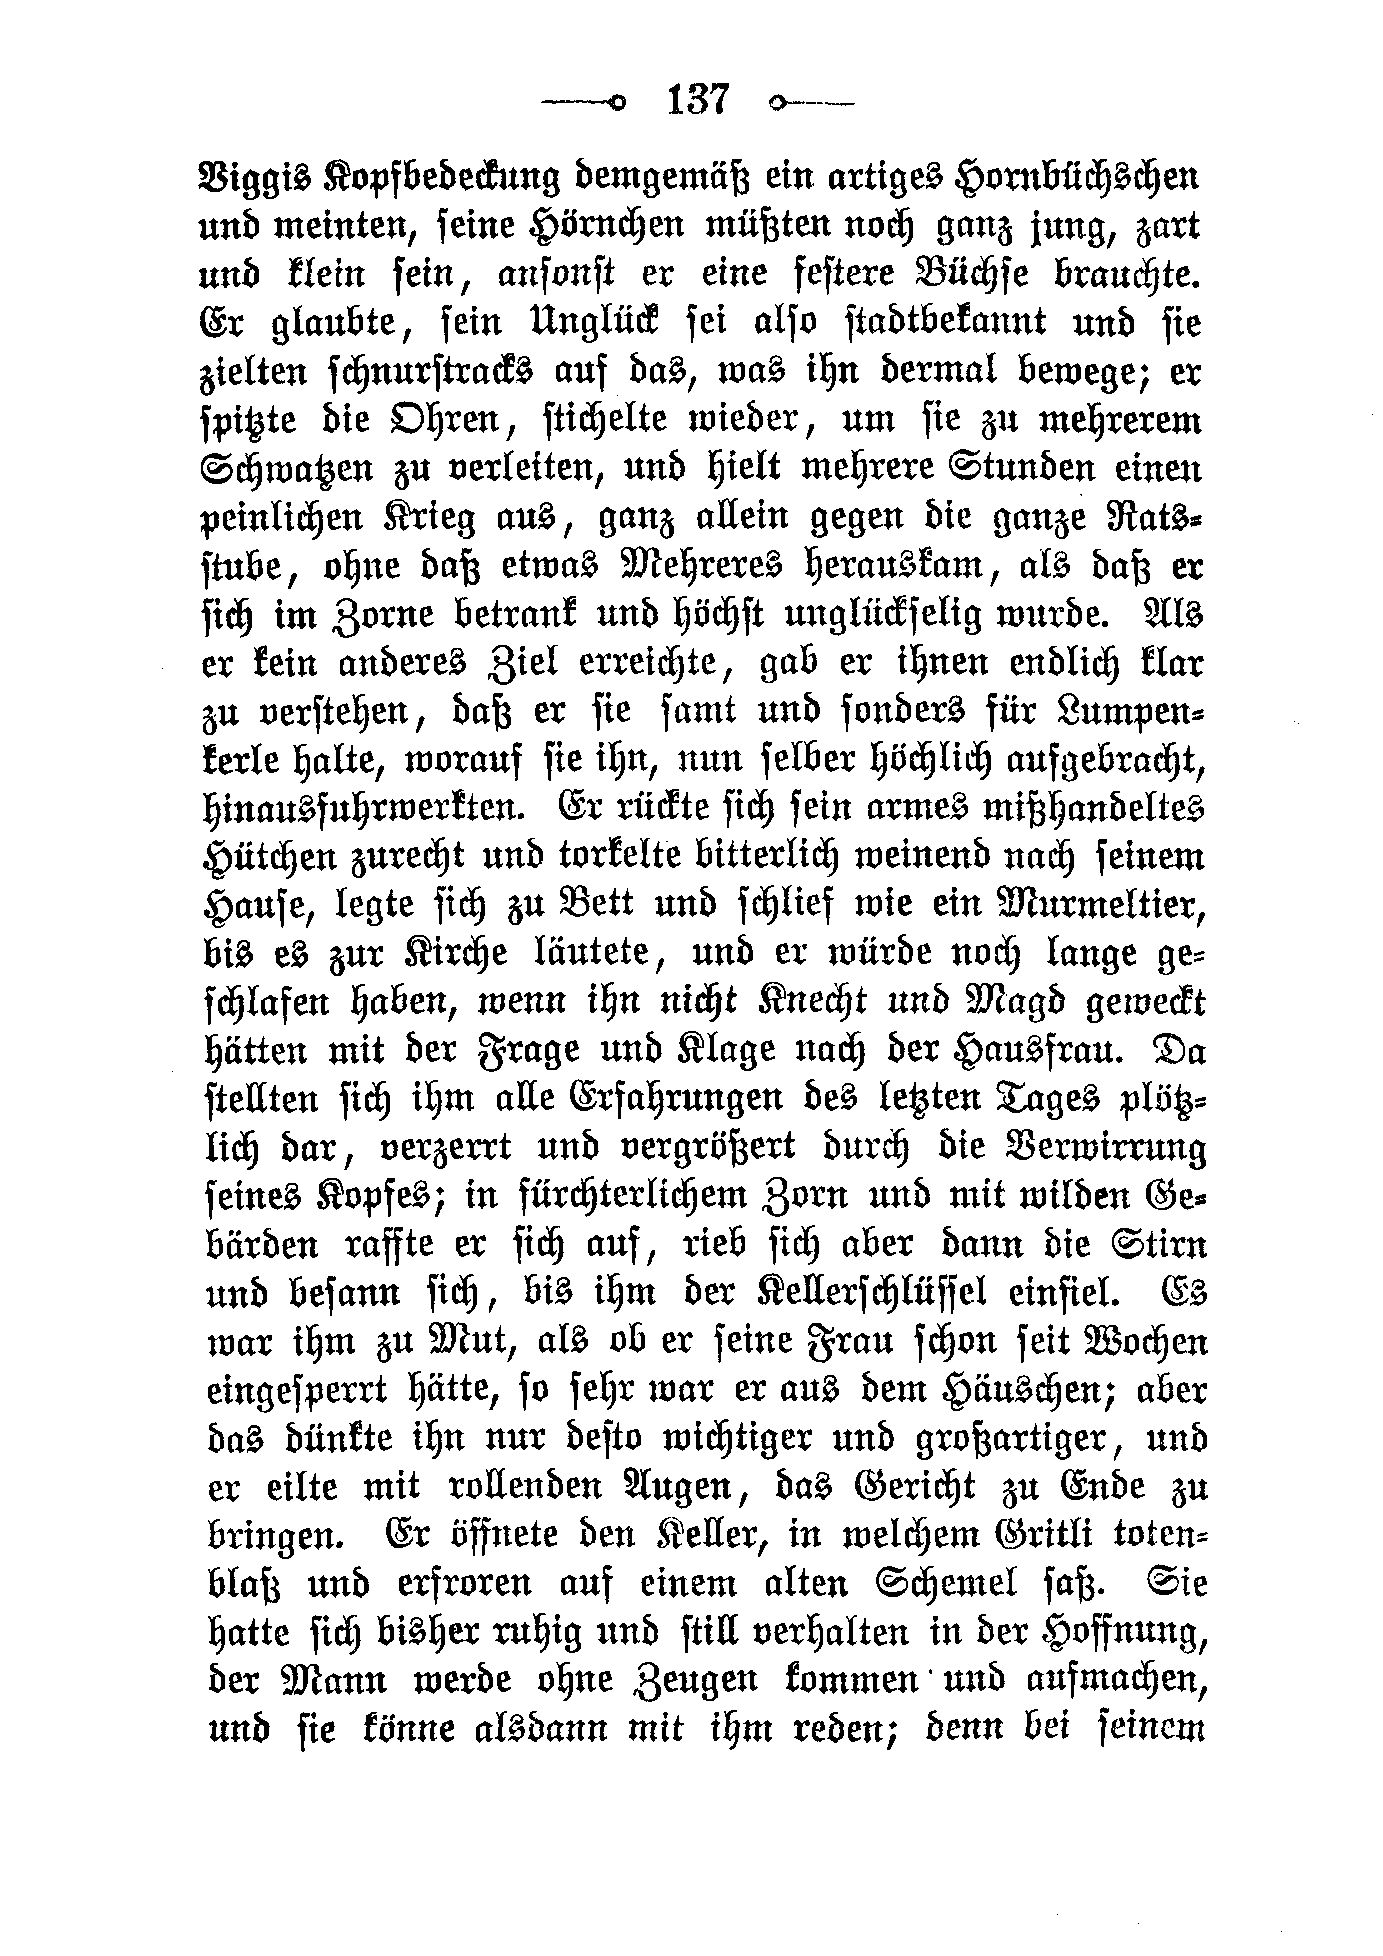 137
Viggis Kopfbedeckung demgemäß ein artiges Hornbüchschen
und meinten, seine Hörnchen müßten noch ganz jung, zart
und klein sein, ansonst er eine festere Büchse brauchte.
Er glaubte, sein Unglück sei also stadtbekannt und sie
zielten schnurstracks auf das, was ihn dermal bewege; er
spitzte die Ohren, stichelte wieder, um sie zu mehrerem
Schwatzen zu verleiten, und hielt mehrere Stunden einen
peinlichen Krieg aus, ganz allein gegen die ganze Rats-
stube, ohne daß etwas Mehreres herauskam, als daß er
sich im Zorne betrank und höchst unglückselig wurde. Als
er kein anderes Ziel erreichte, gab er ihnen endlich klar
zu verstehen, daß er sie samt und sonders für Lumpen-
kerle halte, worauf sie ihn, nun selber höchlich aufgebracht,
hinausfuhrwerkten. Er rückte sich sein armes mißhandeltes
Hütchen zurecht und torkelte bitterlich weinend nach seinem
Hause, legte sich zu Bett und schlief wie ein Murmeltier,
bis es zur Kirche läutete, und er würde noch lange ge-
schlafen haben, wenn ihn nicht Knecht und Magd geweckt
hätten mit der Frage und Klage nach der Hausfrau. Da
stellten sich ihm alle Erfahrungen des letzten Tages plötz-
lich dar, verzerrt und vergrößert durch die Verwirrung
seines Kopfes; in fürchterlichem Zorn und mit wilden Ge-
bärden raffte er sich auf, rieb sich aber dann die Stirn
und besann sich, bis ihm der Kellerschlüssel einfiel. Es
war ihm zu Mut, als ob er seine Frau schon seit Wochen
eingesperrt hätte, so sehr war er aus dem Häuschen; aber
das dünkte ihn nur desto wichtiger und großartiger, und
er eilte mit rollenden Augen, das Gericht zu Ende zu
bringen. Er öffnete den Keller, in welchem Gritli toten-
blaß und erfroren auf einem alten Schemel saß. Sie
hatte sich bisher ruhig und still verhalten in der Hoffnung,
der Mann werde ohne Zeugen kommen und aufmachen,
und sie könne alsdann mit ihm reden; denn bei seinem